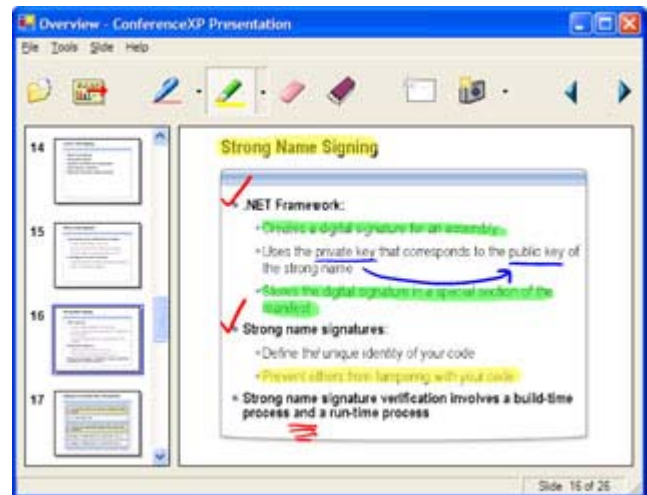 Overview - ConferenceXP Presentation
File Tools Slide Help
14
15
16
17
Strong Name Signing
.NET Framework:
Creates a digital signature for an assembly
Uses the private key that corresponds to the public key of
the strong name
Stores the digital signature in a special section of the
manifest
Strong name signatures:
Define the unique identity of your code
Prevent others from tampering with your code
Strong name signature verification involves a build-time
process and a run-time process
Slide 16 of 26